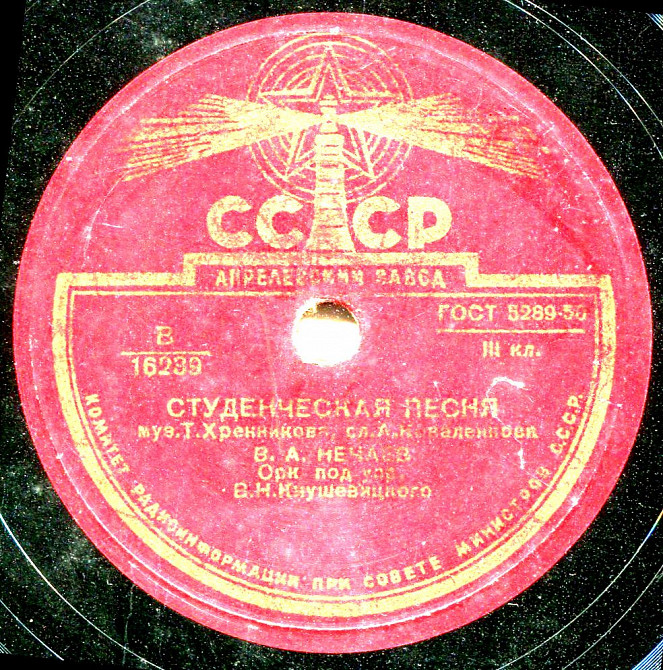 СССР
АПРЕЛЕВСКИЙ ЗАВОД
В
16239
ГОСТ 5289-50
III кл.
СТУДЕНЧЕСКАЯ ПЕСНЯ
муз. Т. Хренникова, сл. А. Коваленкова
В. А. НЕЧАЕВ
Орк. под упр.
В. Н. Кнушевицкого
КОМИТЕТ РАДИОИНФОРМАЦИИ ПРИ СОВЕТЕ МИНИСТРОВ СССР.